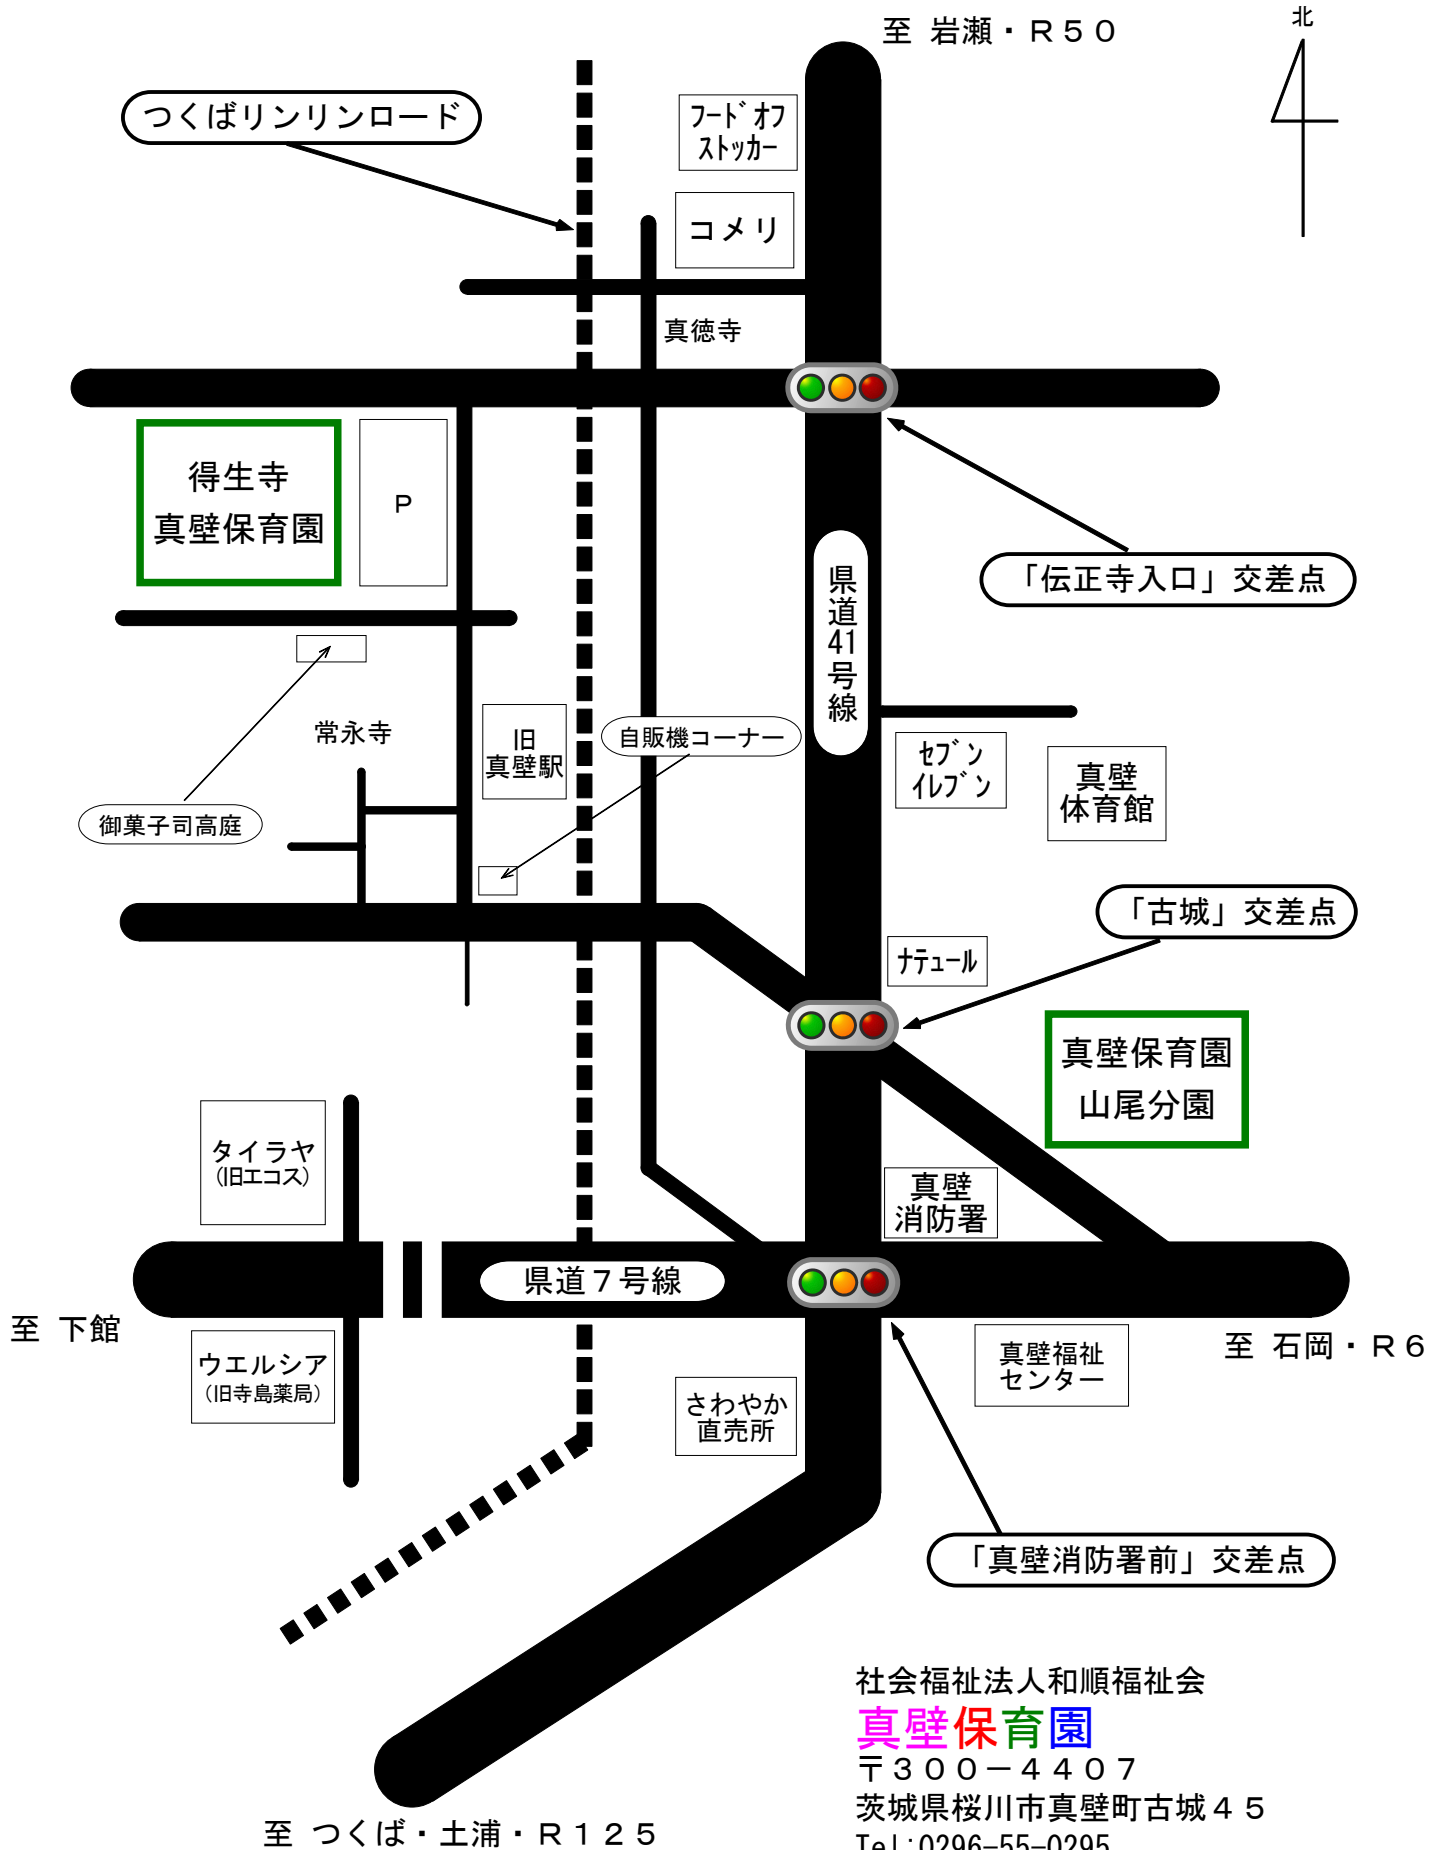 至 岩瀬・R50
北
つくばリンリンロード
フードオフ
ストッカー
コメリ
真徳寺
得生寺
真壁保育園
P
「伝正寺入口」交差点
県道41号線
常永寺
旧
真壁駅
自販機コーナー
セブン
イレブン
真壁
体育館
御菓子司高庭
「古城」交差点
ナテュール
真壁保育園
山尾分園
タイラヤ
(旧エコス)
真壁
消防署
県道7号線
至 下館
ウエルシア
(旧寺島薬局)
至 石岡・R6
真壁福祉
センター
さわやか
直売所
「真壁消防署前」交差点
社会福祉法人和順福祉会
真壁保育園
〒300-4407
茨城県桜川市真壁町古城45
至 つくば・土浦・R125
Tel:0296-55-0295